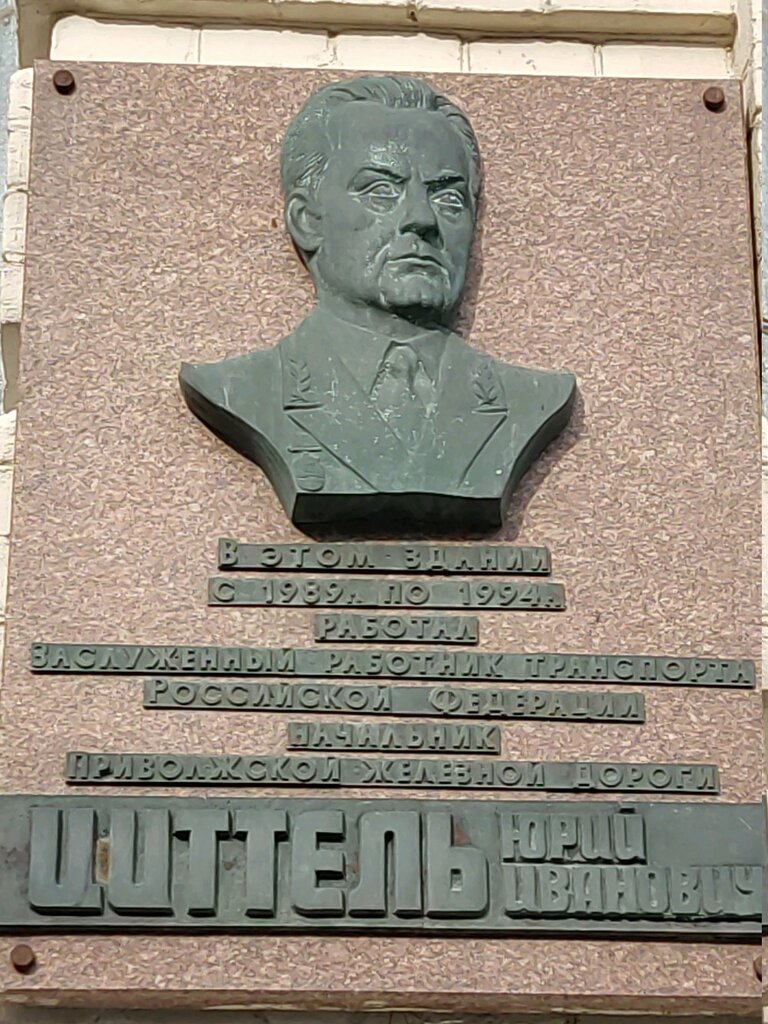 В ЭТОМ ЗДАНИИ
С 1989г. ПО 1994г.
РАБОТАЛ
ЗАСЛУЖЕННЫЙ РАБОТНИК ТРАНСПОРТА
РОССИЙСКОЙ ФЕДЕРАЦИИ
НАЧАЛЬНИК
ПРИВОЛЖСКОЙ ЖЕЛЕЗНОЙ ДОРОГИ
ЦИТТЕЛЬ ЮРИЙ
ИВАНОВИЧ